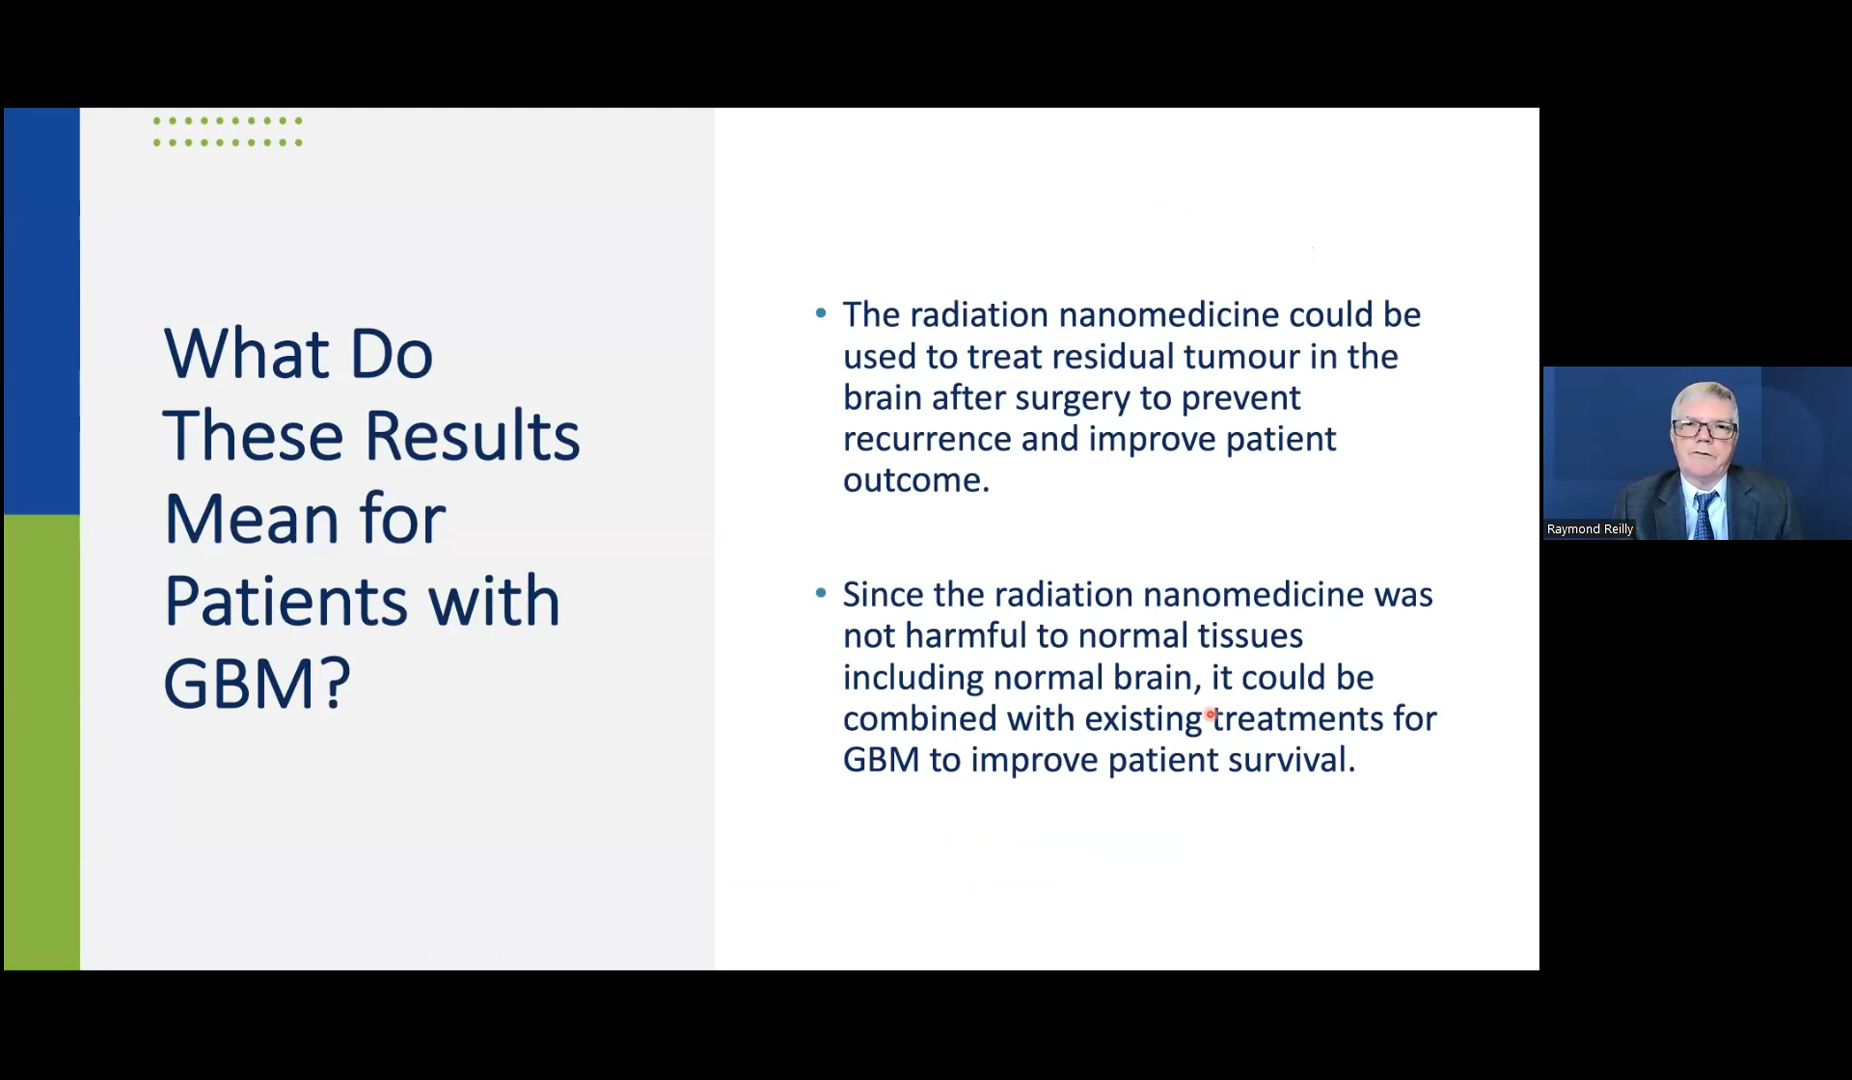 What Do
These Results
Mean for
Patients with
GBM?
• The radiation nanomedicine could be
used to treat residual tumour in the
brain after surgery to prevent
recurrence and improve patient
outcome.
• Since the radiation nanomedicine was
not harmful to normal tissues
including normal brain, it could be
combined with existing treatments for
GBM to improve patient survival.
Raymond Reilly